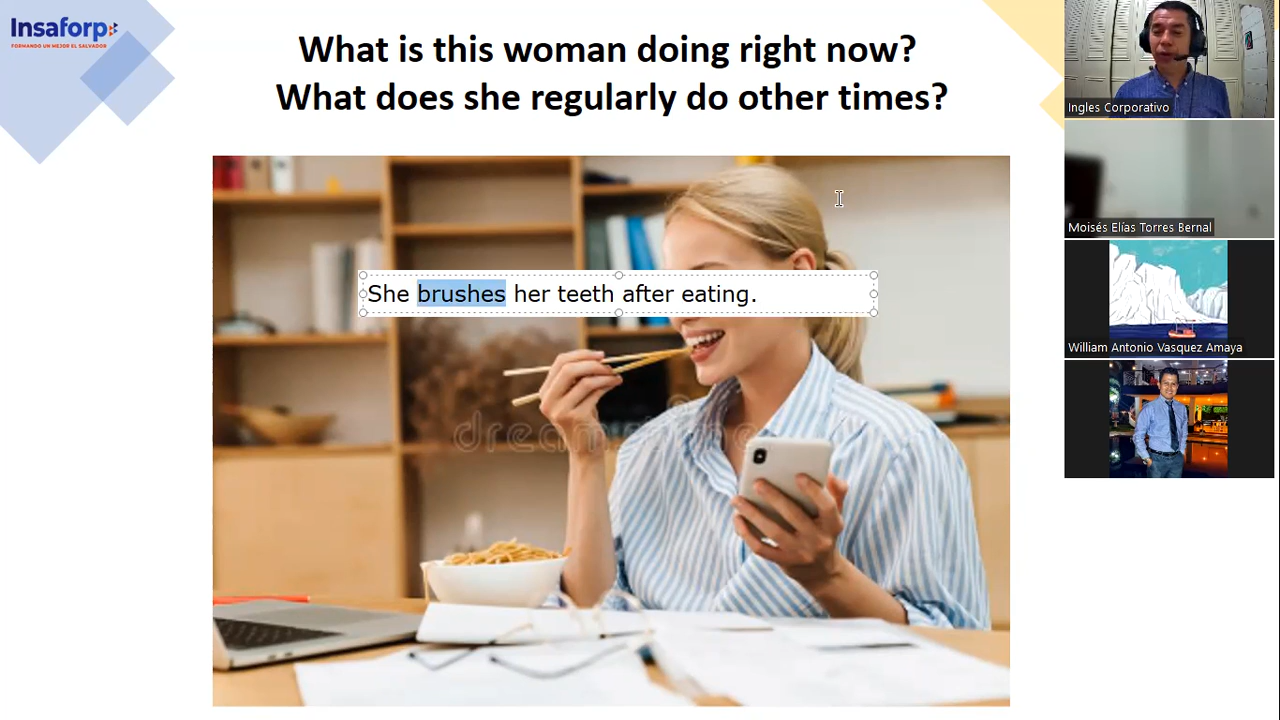 Insaforp
FORMANDO UN MEJOR EL SALVADOR
What is this woman doing right now?
What does she regularly do other times?
She brushes her teeth after eating.
Ingles Corporativo
Moisés Elías Torres Bernal
William Antonio Vasquez Amaya